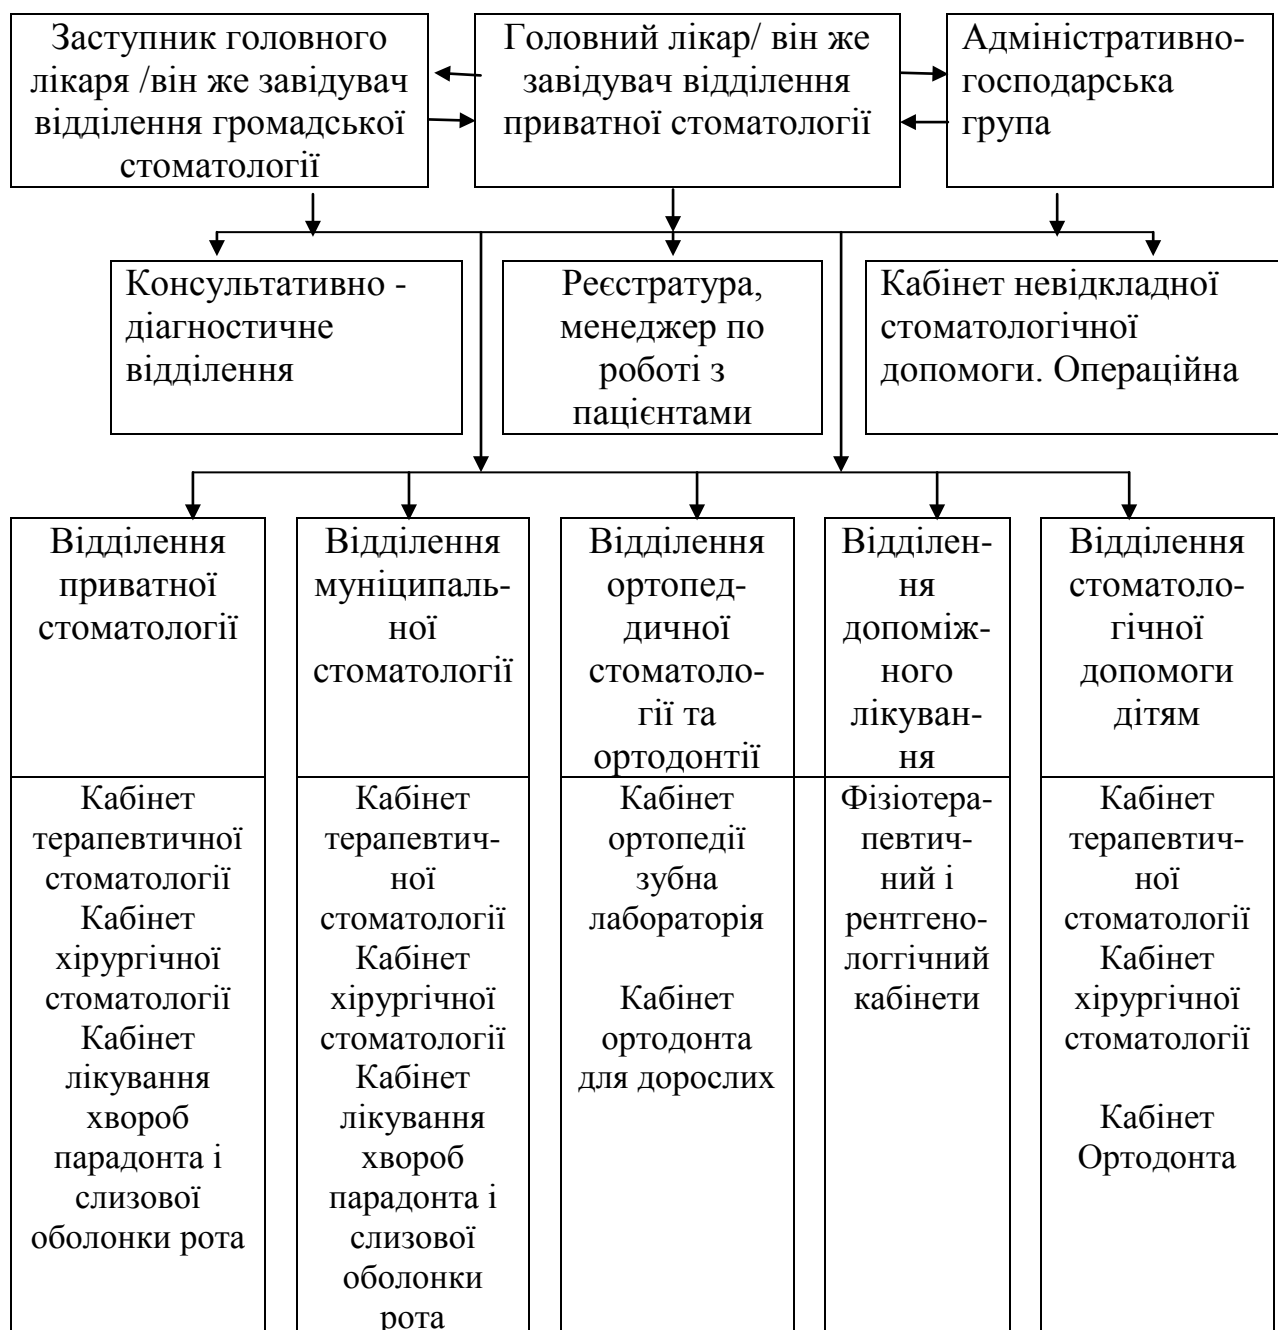 Заступник головного
лікаря /він же завідувач
відділення громадської
стоматології
Головний лікар/ він же
завідувач відділення
приватної стоматології
Адміністративно-
господарська
група
Консультативно -
діагностичне
відділення
Реєстратура,
менеджер по
роботі з
пацієнтами
Кабінет невідкладної
стоматологічної
допомоги. Операційна
Відділення
приватної
стоматології
Відділення
муніципаль-
ної
стоматології
Відділення
ортопед-
дичної
стоматоло-
гії та
ортодонтії
Відділен-
ня
допоміж-
ного
лікуван-
ня
Відділення
стоматоло-
гічної
допомоги
дітям
Кабінет
терапевтичної
стоматології
Кабінет
хірургічної
стоматології
Кабінет
лікування
хвороб
парадонта і
слизової
оболонки рота
Кабінет
терапевтич-
ної
стоматології
Кабінет
хірургічної
стоматології
Кабінет
лікування
хвороб
парадонта і
слизової
оболонки
рота
Кабінет
ортопедії
зубна
лабораторія
Кабінет
ортодонта
для дорослих
Фізіотера-
певтич-
ний і
рентгено-
логгічний
кабінети
Кабінет
терапевтич-
ної
стоматології
Кабінет
хірургічної
стоматології
Кабінет
Ортодонта